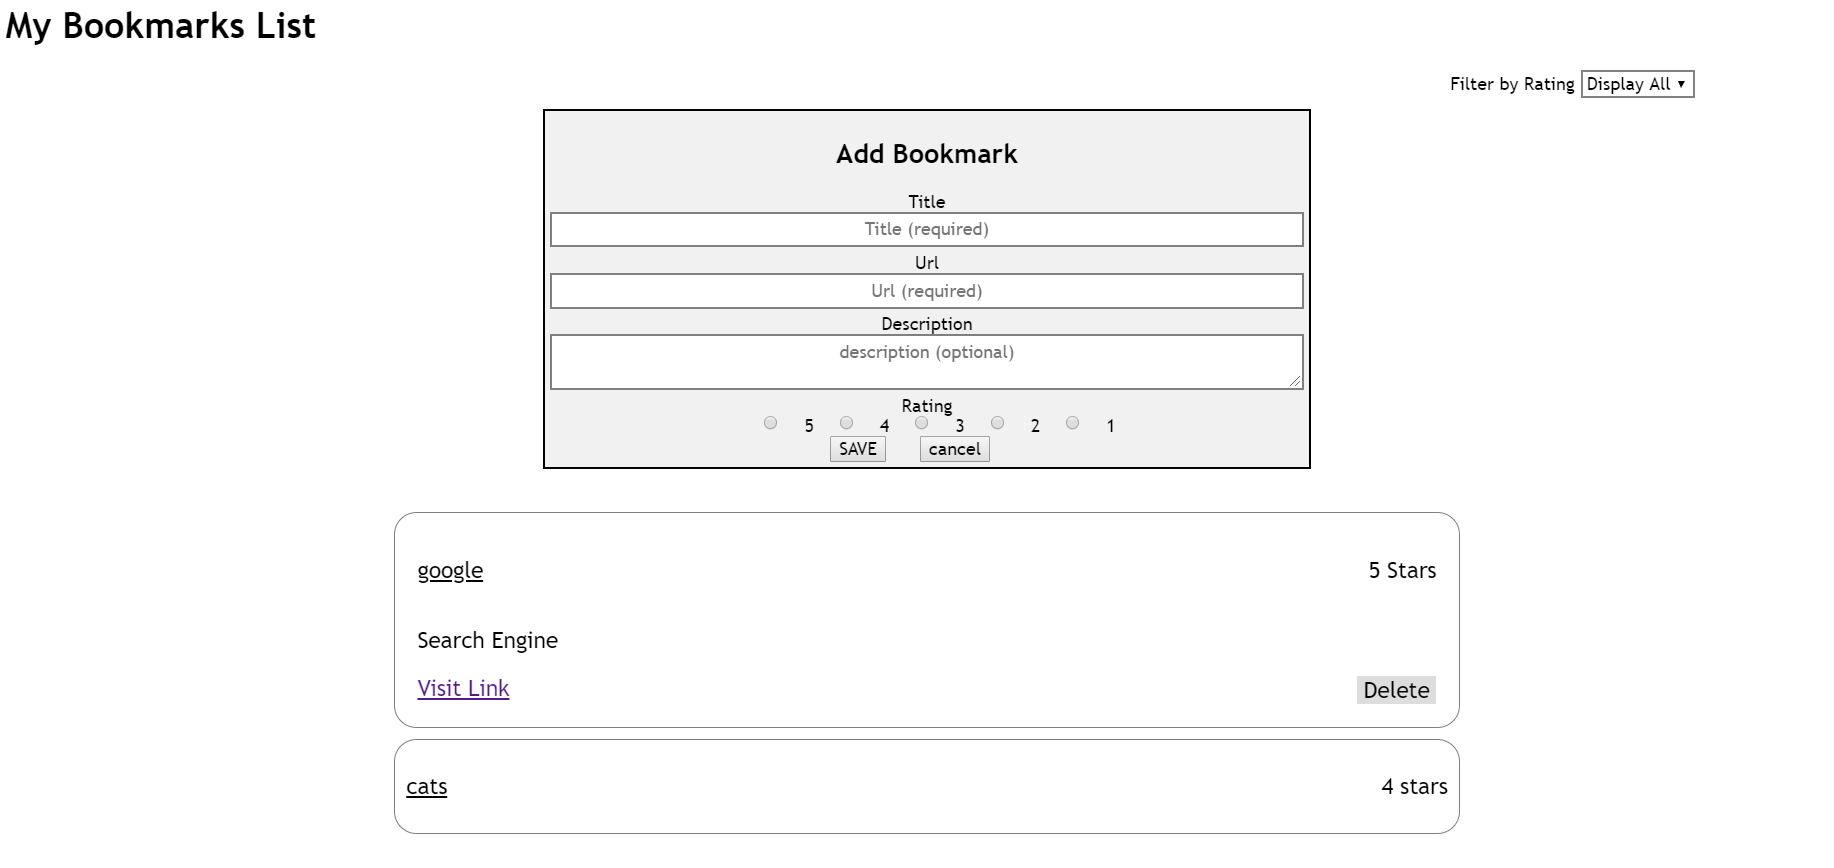 My Bookmarks List
Filter by Rating Display All
Add Bookmark
Title
Title (required)
Url
Url (required)
Description
description (optional)
Rating
5 4 3 2 1
SAVE cancel
google 5 Stars
Search Engine
Visit Link Delete
cats 4 stars